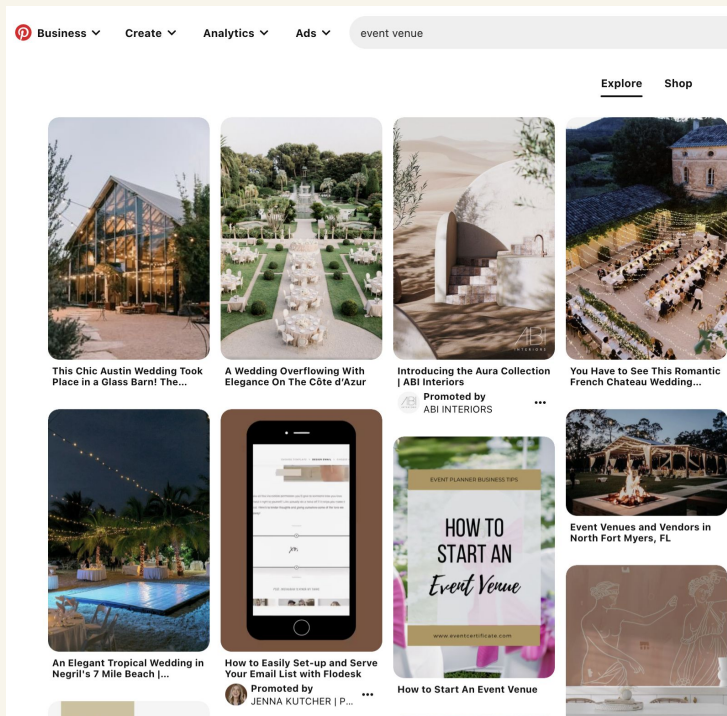 Business
Create
Analytics
Ads
event venue
Explore
Shop
This Chic Austin Wedding Took
Place in a Glass Barn! The...
A Wedding Overflowing With
Elegance On The Côte d'Azur
ABI
INTERIORS
Introducing the Aura Collection
| ABI Interiors
Promoted by
ABI INTERIORS
You Have to See This Romantic
French Chateau Wedding...
An Elegant Tropical Wedding in
Negril's 7 Mile Beach |...
How to Easily Set-up and Serve
Your Email List with Flodesk
Promoted by
JENNA KUTCHER | P...
EVENT PLANNER BUSINESS TIPS
HOW TO
START AN
Event Venue
www.eventcertificate.com
How to Start An Event Venue
Event Venues and Vendors in
North Fort Myers, FL